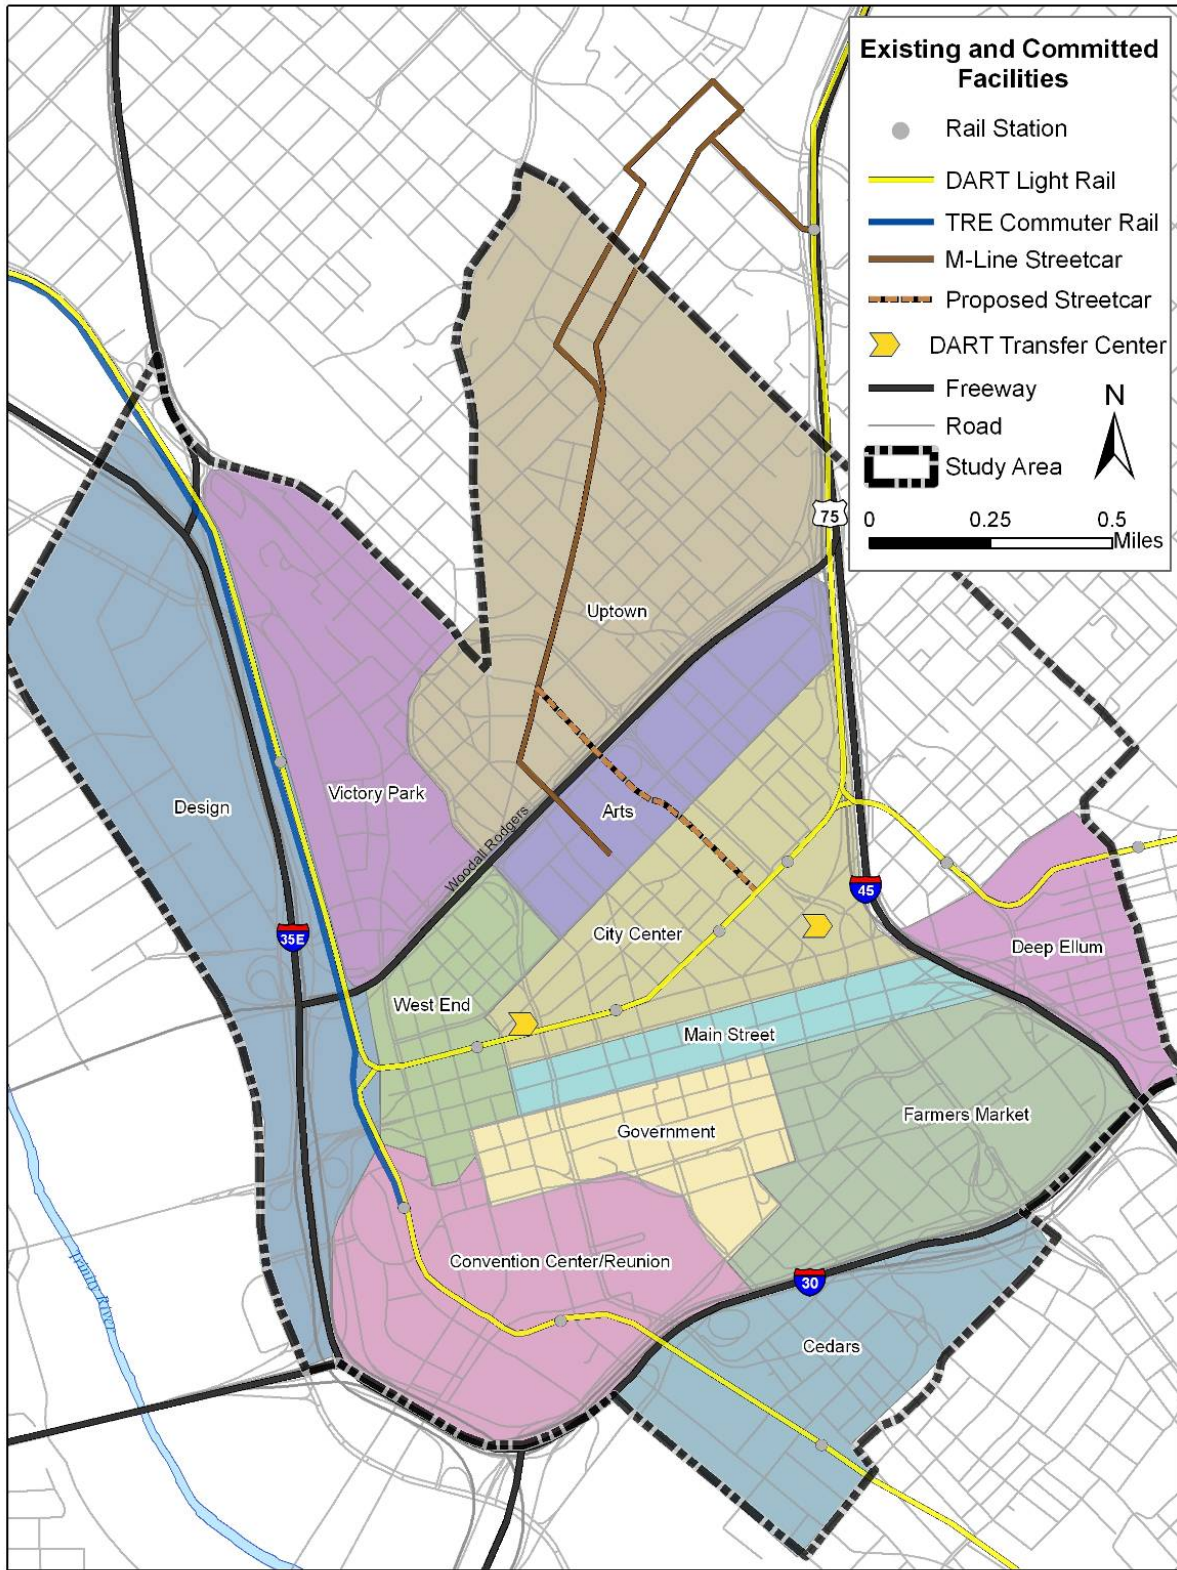 Existing and Committed
Facilities
Rail Station
DART Light Rail
TRE Commuter Rail
M-Line Streetcar
Proposed Streetcar
DART Transfer Center
Freeway
N
Road
Study Area
0 0.25 0.5
Miles
75
Uptown
Design
Victory Park
Arts
Woodall Rodgers
45
35E
City Center
Deep Ellum
West End
Main Street
Farmers Market
Government
Trinity River
Convention Center/Reunion
30
Cedars